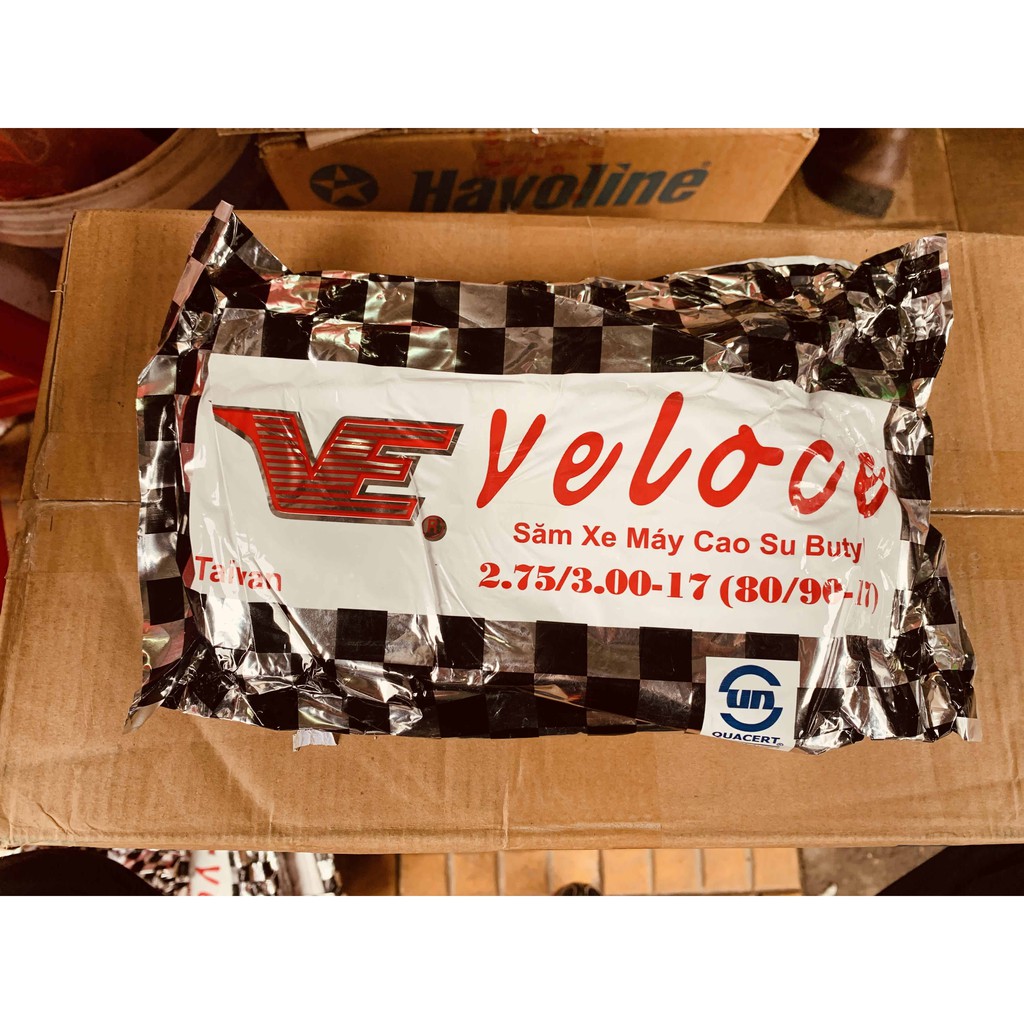 Havoline
VE
Veloce
Săm Xe Máy Cao Su Butyl
2.75/3.00-17 (80/90-17)
Taiwan
QUACERT